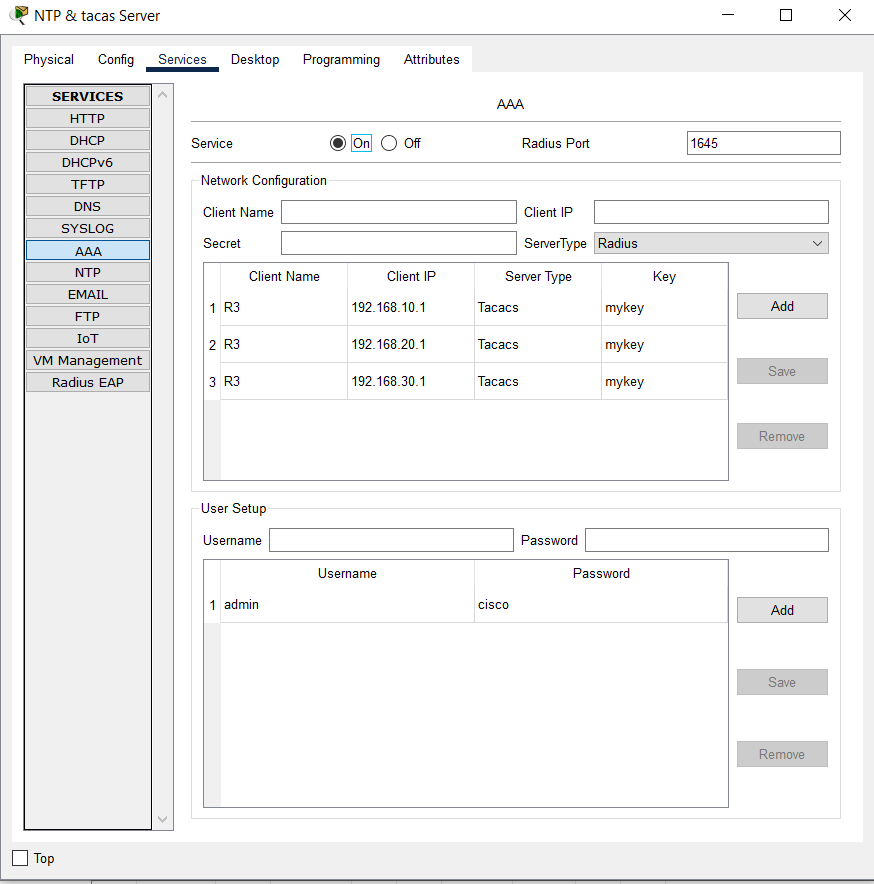 NTP & tacas Server
Physical Config Services Desktop Programming Attributes
SERVICES
HTTP
DHCP
DHCPv6
TFTP
DNS
SYSLOG
AAA
NTP
EMAIL
FTP
IoT
VM Management
Radius EAP
AAA
Service On Off Radius Port 1645
Network Configuration
Client Name Client IP
Secret ServerType Radius
Client Name Client IP Server Type Key
1 R3 192.168.10.1 Tacacs mykey
2 R3 192.168.20.1 Tacacs mykey
3 R3 192.168.30.1 Tacacs mykey
Add
Save
Remove
User Setup
Username Password
Username Password
1 admin cisco
Add
Save
Remove
Top